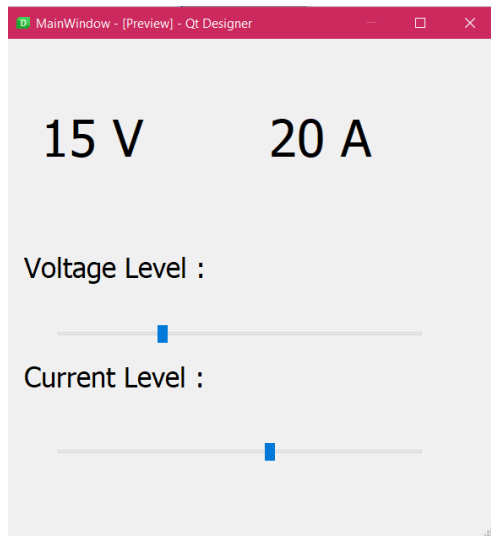 MainWindow - [Preview] - Qt Designer
15 V 20 A
Voltage Level :
Current Level :